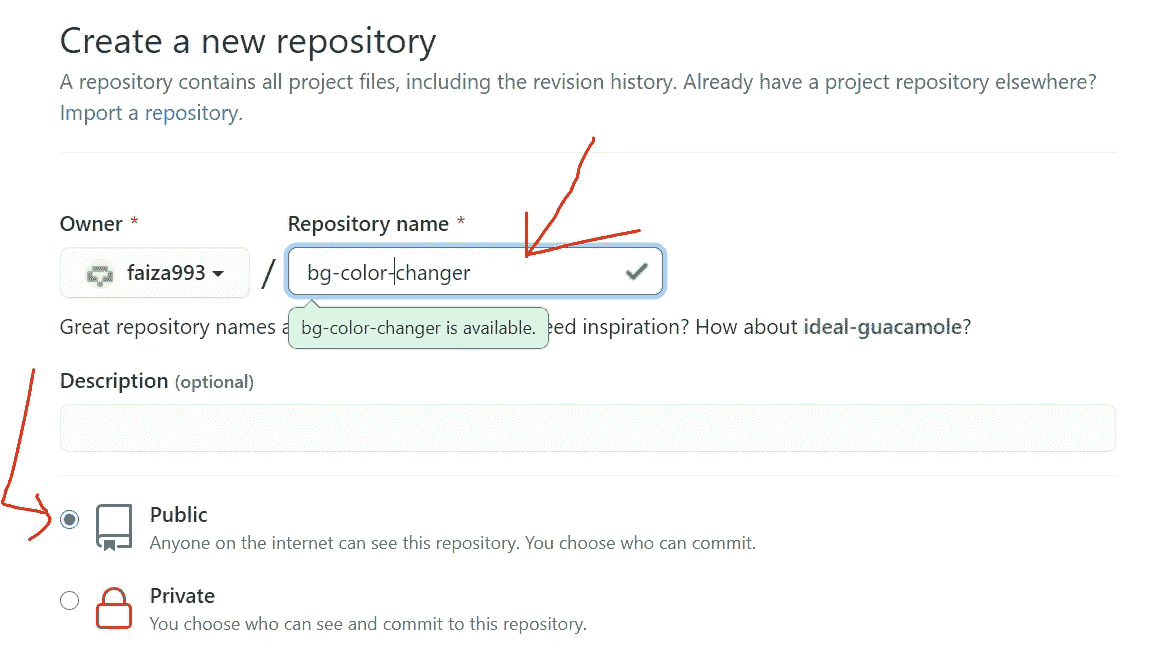 Create a new repository
A repository contains all project files, including the revision history. Already have a project repository elsewhere?
Import a repository.
Owner * Repository name *
faiza993 / bg-color-changer
bg-color-changer is available.
Great repository names eed inspiration? How about ideal-guacamole?
Description (optional)
Public
Anyone on the internet can see this repository. You choose who can commit.
Private
You choose who can see and commit to this repository.